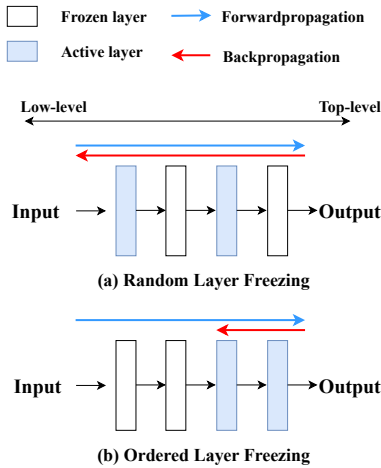 Frozen layer
Forwardpropagation
Active layer
Backpropagation
Low-level
Top-level
Input
Output
(a) Random Layer Freezing
Input
Output
(b) Ordered Layer Freezing